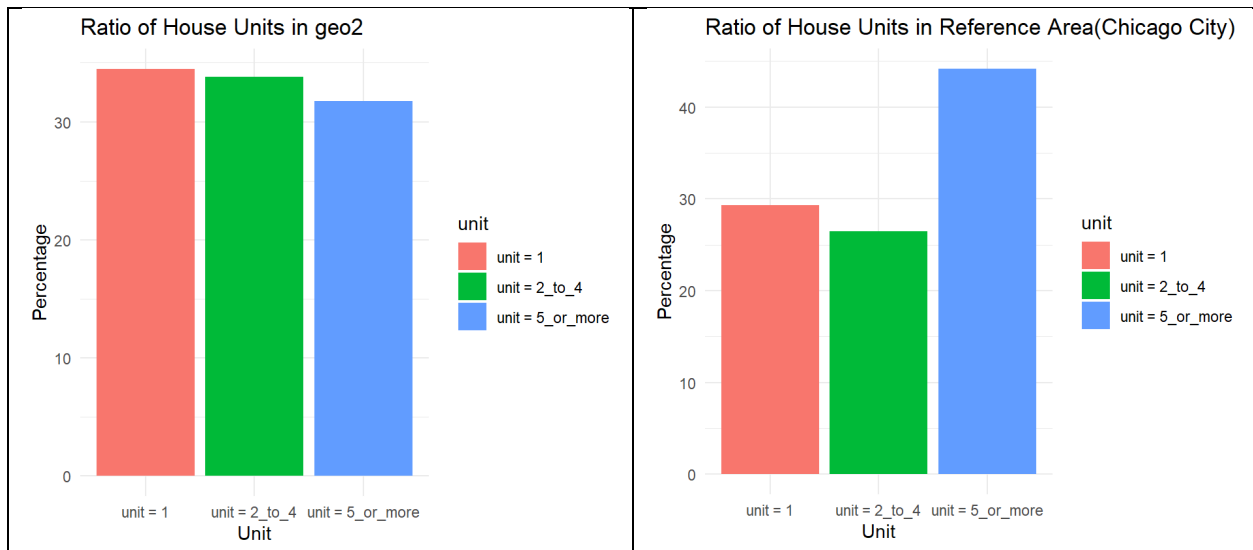 Ratio of House Units in geo2
30
20
10
0
Percentage
unit = 1
unit = 2_to_4
unit = 5_or_more
Unit
unit
unit = 1
unit = 2_to_4
unit = 5_or_more
Ratio of House Units in Reference Area(Chicago City)
40
30
20
10
0
Percentage
unit = 1
unit = 2_to_4
unit = 5_or_more
Unit
unit
unit = 1
unit = 2_to_4
unit = 5_or_more